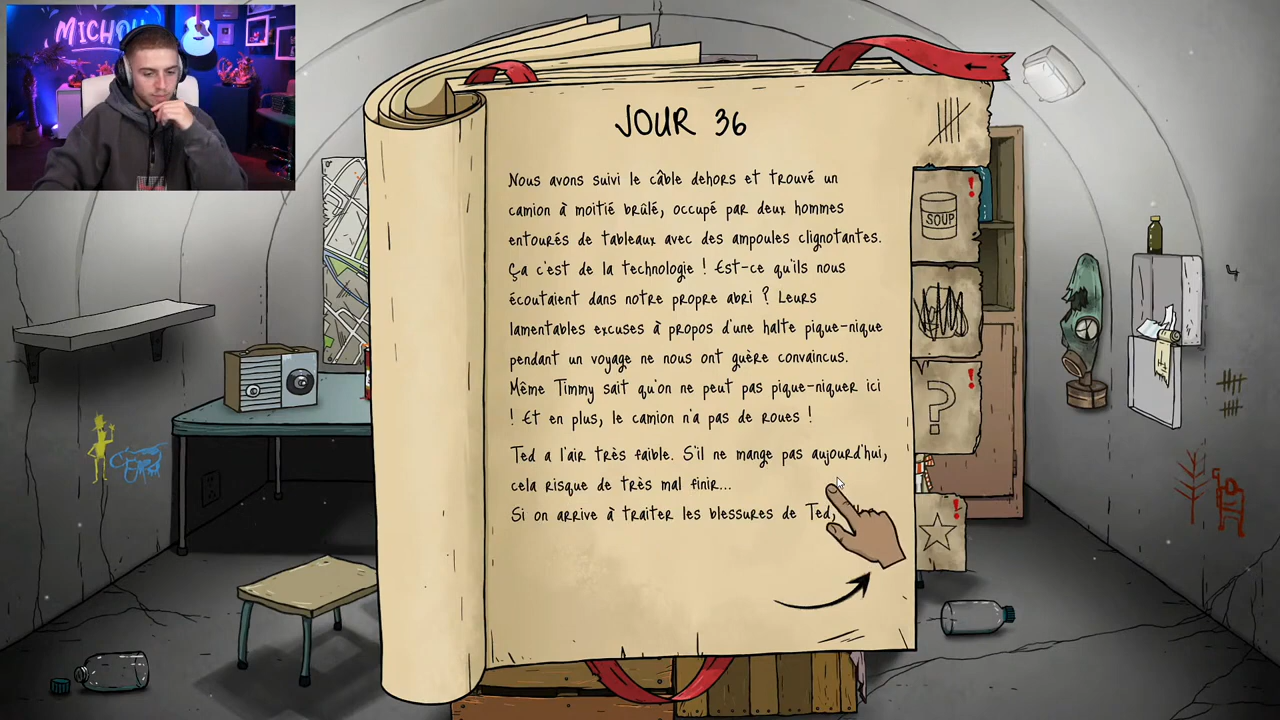 MICHOU
JOUR 36
Nous avons suivi le câble dehors et trouvé un
camion à moitié brûlé, occupé par deux hommes
entourés de tableaux avec des ampoules clignotantes.
Ça c'est de la technologie ! Est-ce qu'ils nous
écoutaient dans notre propre abri ? Leurs
lamentables excuses à propos d'une halte pique-nique
pendant un voyage ne nous ont guère convaincus.
Même Timmy sait qu'on ne peut pas pique-niquer ici
! Et en plus, le camion n'a pas de roues !
Ted a l'air très faible. S'il ne mange pas aujourd'hui,
cela risque de très mal finir...
Si on arrive à traiter les blessures de Ted,
!
SOUP
!
?
!